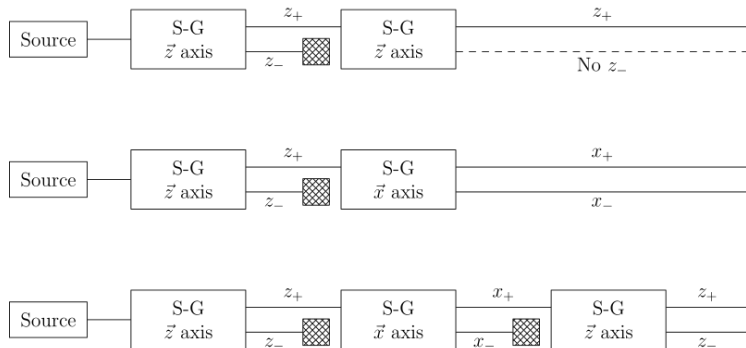 z₊ z₊
Source S-G z⃗ axis S-G z⃗ axis
z₋ No z₋
z₊ x₊
Source S-G z⃗ axis S-G x⃗ axis
z₋ x₋
z₊ x₊ z₊
Source S-G z⃗ axis S-G x⃗ axis S-G z⃗ axis
z₋ x₋ z₋